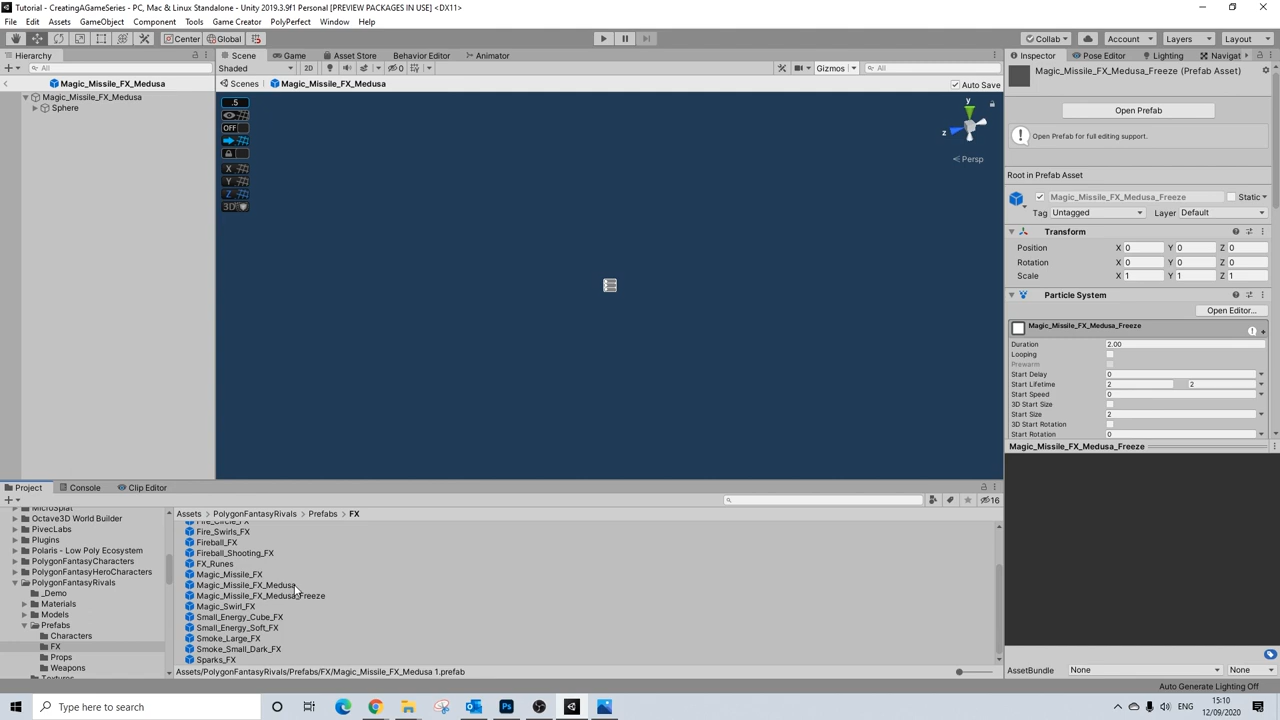 Tutorial - CreatingAGameSeries - PC, Mac & Linux Standalone - Unity 2019.3.9f1 Personal [PREVIEW PACKAGES IN USE] <DX11>
File Edit Assets GameObject Component Tools Game Creator PolyPerfect Window Help
Center Global Collab Account Layers Layout
Hierarchy Scene Game Asset Store Behavior Editor Animator Inspector Pose Editor Lighting Navigat
All Shaded 2D 0 Gizmos All Magic_Missile_FX_Medusa_Freeze (Prefab Asset)
Magic_Missile_FX_Medusa Scenes Magic_Missile_FX_Medusa Auto Save
Magic_Missile_FX_Medusa
Sphere
.5
OFF
X
Y
Z
3D
y
z
Persp
Open Prefab
Open Prefab for full editing support.
Root in Prefab Asset
Magic_Missile_FX_Medusa_Freeze Static
Tag Untagged Layer Default
Transform
Position X 0 Y 0 Z 0
Rotation X 0 Y 0 Z 0
Scale X 1 Y 1 Z 1
Particle System
Open Editor...
Magic_Missile_FX_Medusa_Freeze
Duration 2.00
Looping
Prewarm
Start Delay 0
Start Lifetime 2 2
Start Speed 0
3D Start Size
Start Size 2
3D Start Rotation
Start Rotation 0
Magic_Missile_FX_Medusa_Freeze
Project Console Clip Editor
16
MicroSplat
Octave3D World Builder
PivecLabs
Plugins
Polaris - Low Poly Ecosystem
PolygonFantasyCharacters
PolygonFantasyHeroCharacters
PolygonFantasyRivals
_Demo
Materials
Models
Prefabs
Characters
FX
Props
Weapons
Textures
Assets > PolygonFantasyRivals > Prefabs > FX
Fire_Circle_FX
Fire_Swirls_FX
Fireball_FX
Fireball_Shooting_FX
FX_Runes
Magic_Missile_FX
Magic_Missile_FX_Medusa
Magic_Missile_FX_Medusa_Freeze
Magic_Swirl_FX
Small_Energy_Cube_FX
Small_Energy_Soft_FX
Smoke_Large_FX
Smoke_Small_Dark_FX
Sparks_FX
Assets/PolygonFantasyRivals/Prefabs/FX/Magic_Missile_FX_Medusa 1.prefab
AssetBundle None None
Auto Generate Lighting Off
Type here to search
ENG
15:10
12/09/2020